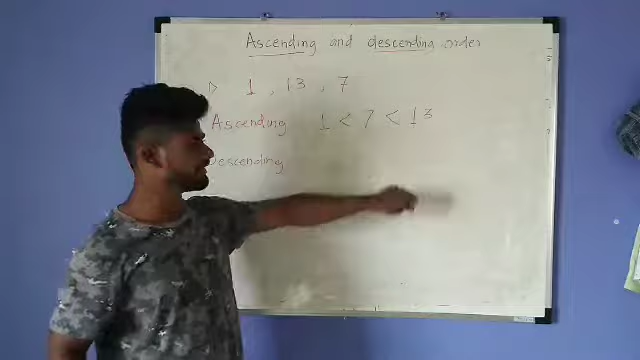 Ascending and descending order
▷ 1 , 13 , 7
Ascending 1 < 7 < 13
Descending